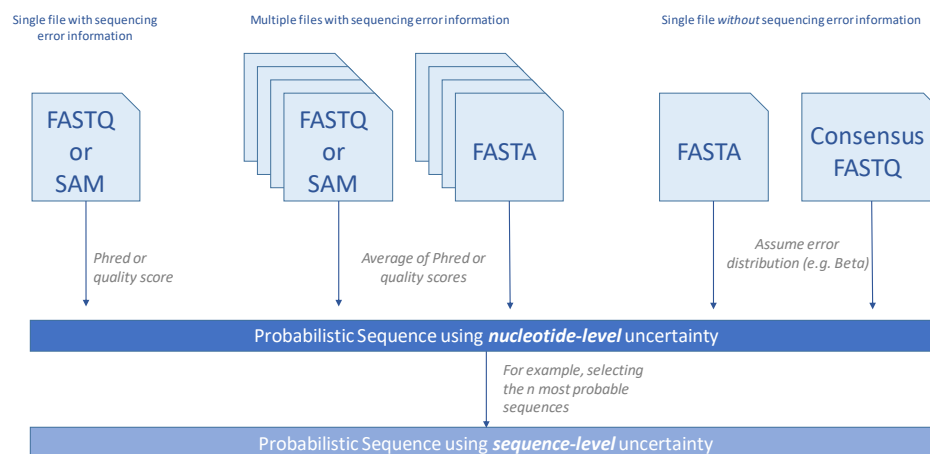 Single file with sequencing
error information
Multiple files with sequencing error information
Single file without sequencing error information
FASTQ
or
SAM
FASTQ
or
SAM
FASTA
FASTA
Consensus
FASTQ
Phred or
quality score
Average of Phred or
quality scores
Assume error
distribution (e.g. Beta)
Probabilistic Sequence using nucleotide-level uncertainty
For example, selecting
the n most probable
sequences
Probabilistic Sequence using sequence-level uncertainty